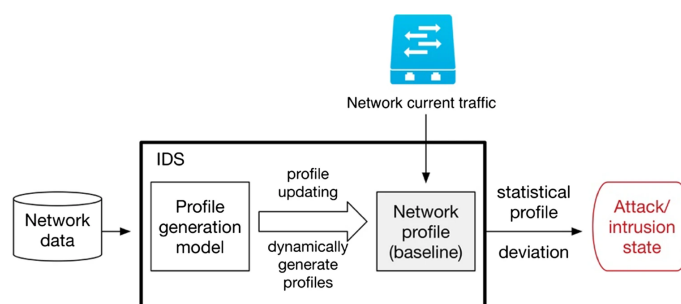 Network current traffic
IDS
Network
data
Profile
generation
model
profile
updating
dynamically
generate
profiles
Network
profile
(baseline)
statistical
profile
deviation
Attack/
intrusion
state